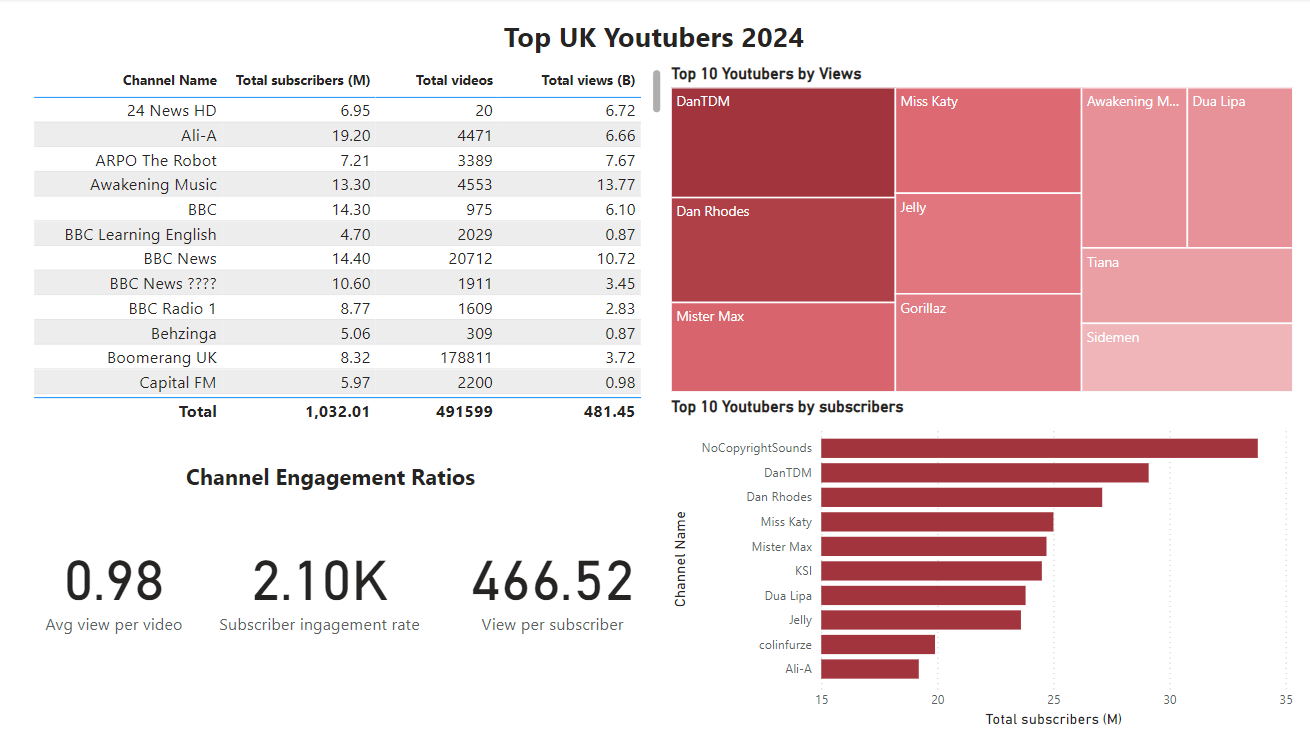 Top UK Youtubers 2024
Channel Name Total subscribers (M) Total videos Total views (B)
24 News HD 6.95 20 6.72
Ali-A 19.20 4471 6.66
ARPO The Robot 7.21 3389 7.67
Awakening Music 13.30 4553 13.77
BBC 14.30 975 6.10
BBC Learning English 4.70 2029 0.87
BBC News 14.40 20712 10.72
BBC News ???? 10.60 1911 3.45
BBC Radio 1 8.77 1609 2.83
Behzinga 5.06 309 0.87
Boomerang UK 8.32 178811 3.72
Capital FM 5.97 2200 0.98
Total 1,032.01 491599 481.45
Channel Engagement Ratios
0.98 2.10K 466.52
Avg view per video Subscriber ingagement rate View per subscriber
Top 10 Youtubers by Views
DanTDM
Dan Rhodes
Mister Max
Miss Katy
Jelly
Gorillaz
Awakening M...
Dua Lipa
Tiana
Sidemen
Top 10 Youtubers by subscribers
Channel Name
NoCopyrightSounds
DanTDM
Dan Rhodes
Miss Katy
Mister Max
KSI
Dua Lipa
Jelly
colinfurze
Ali-A
15 20 25 30 35
Total subscribers (M)